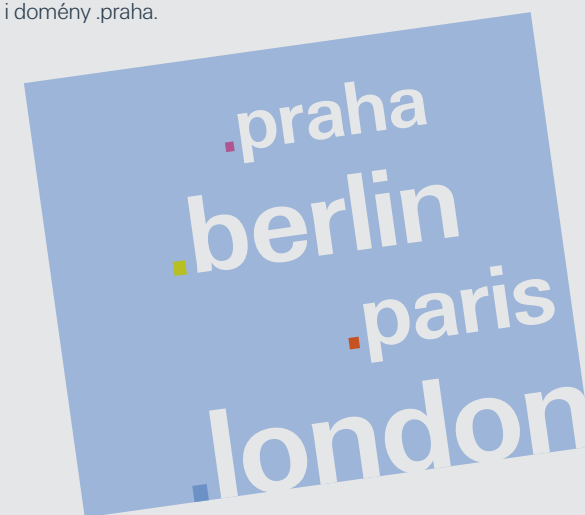 i domény .praha.
.praha
.berlin
.paris
.london